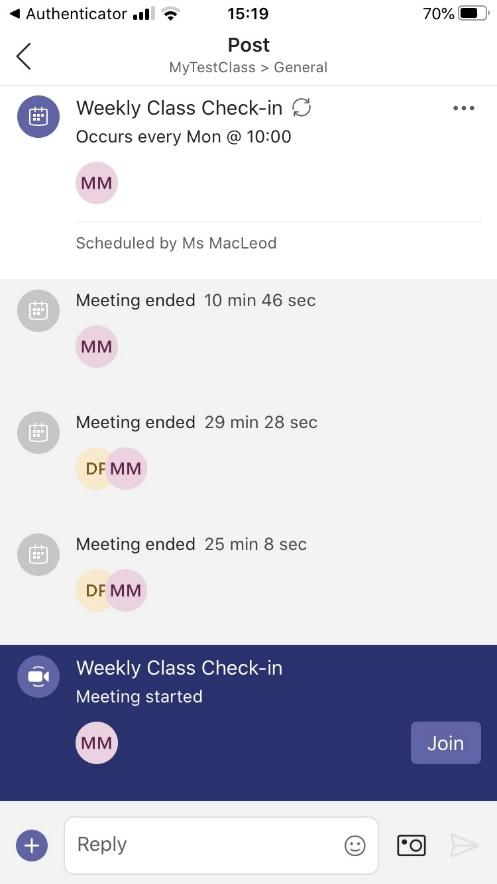 Authenticator 15:19 70%
Post
MyTestClass > General
Weekly Class Check-in
Occurs every Mon @ 10:00
MM
Scheduled by Ms MacLeod
Meeting ended 10 min 46 sec
MM
Meeting ended 29 min 28 sec
MM
Meeting ended 25 min 8 sec
MM
Weekly Class Check-in
Meeting started
MM Join
Reply